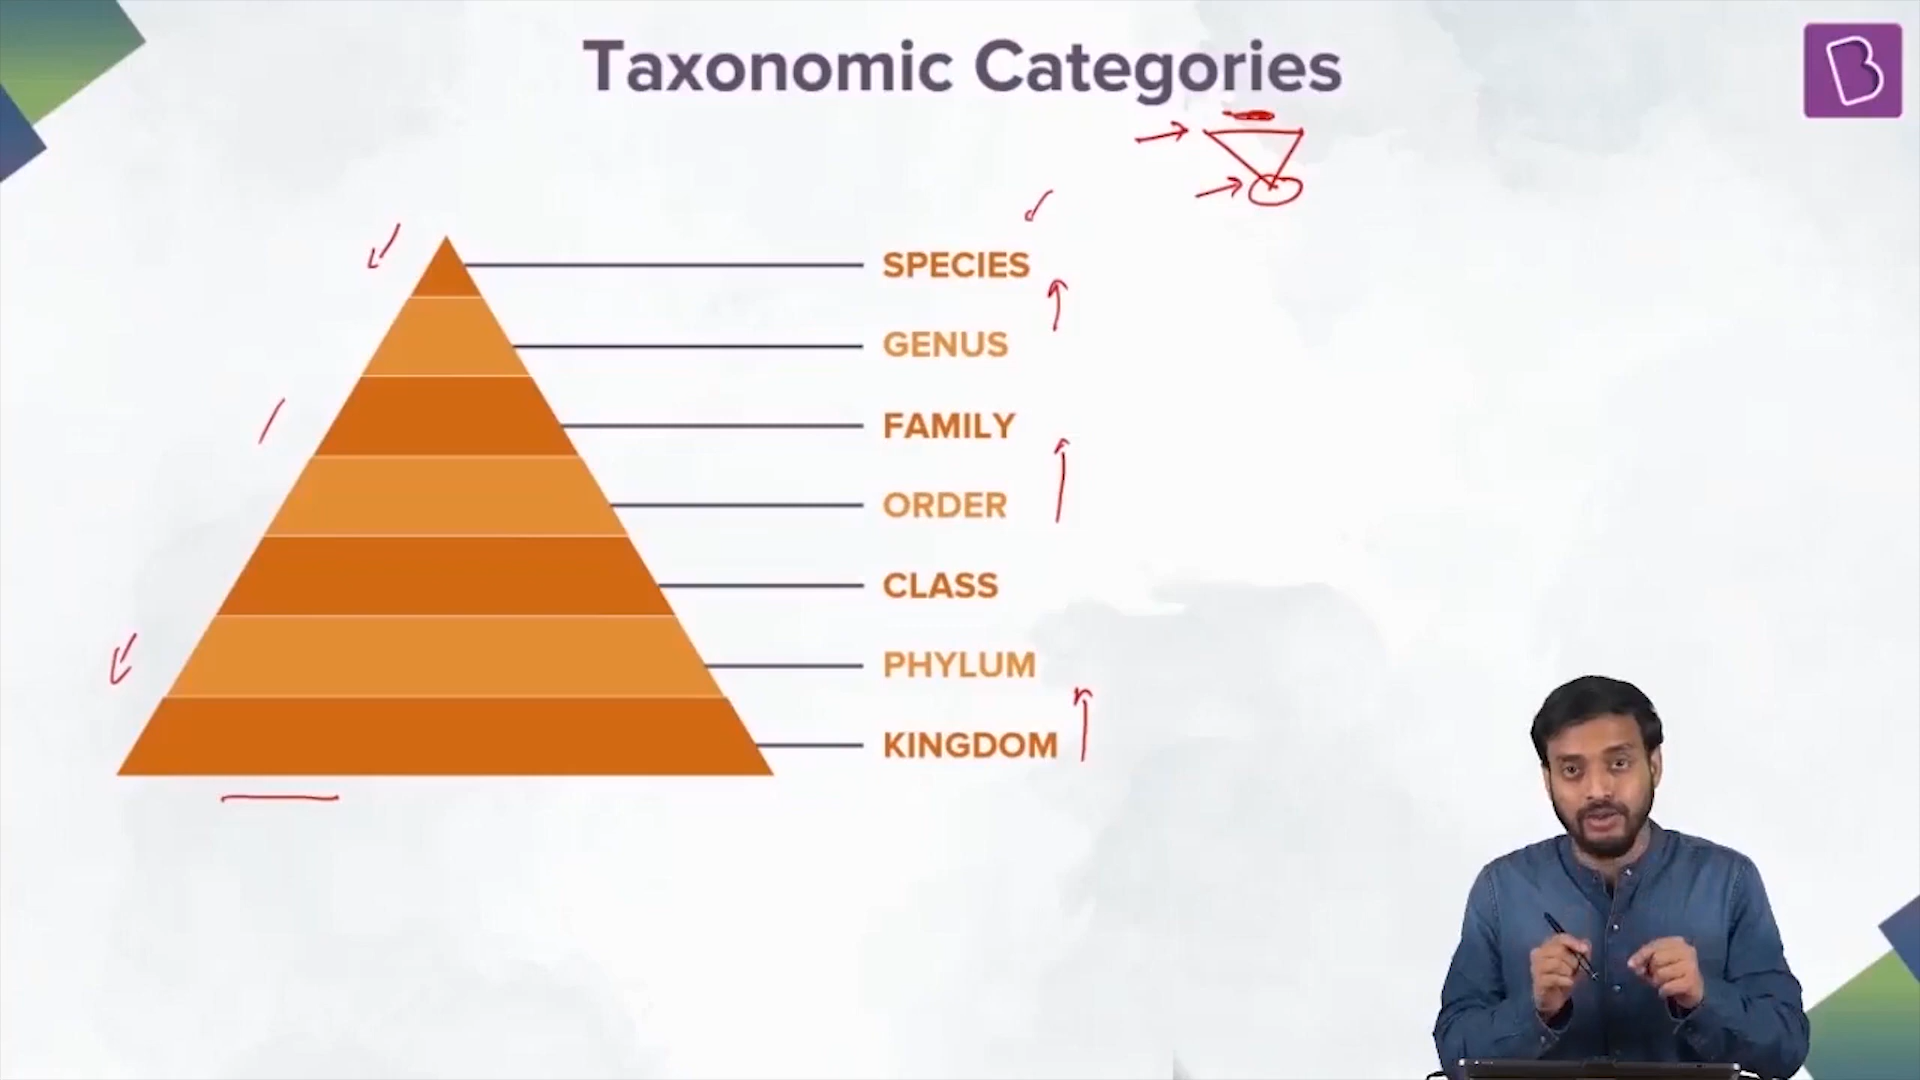 Taxonomic Categories
SPECIES
GENUS
FAMILY
ORDER
CLASS
PHYLUM
KINGDOM